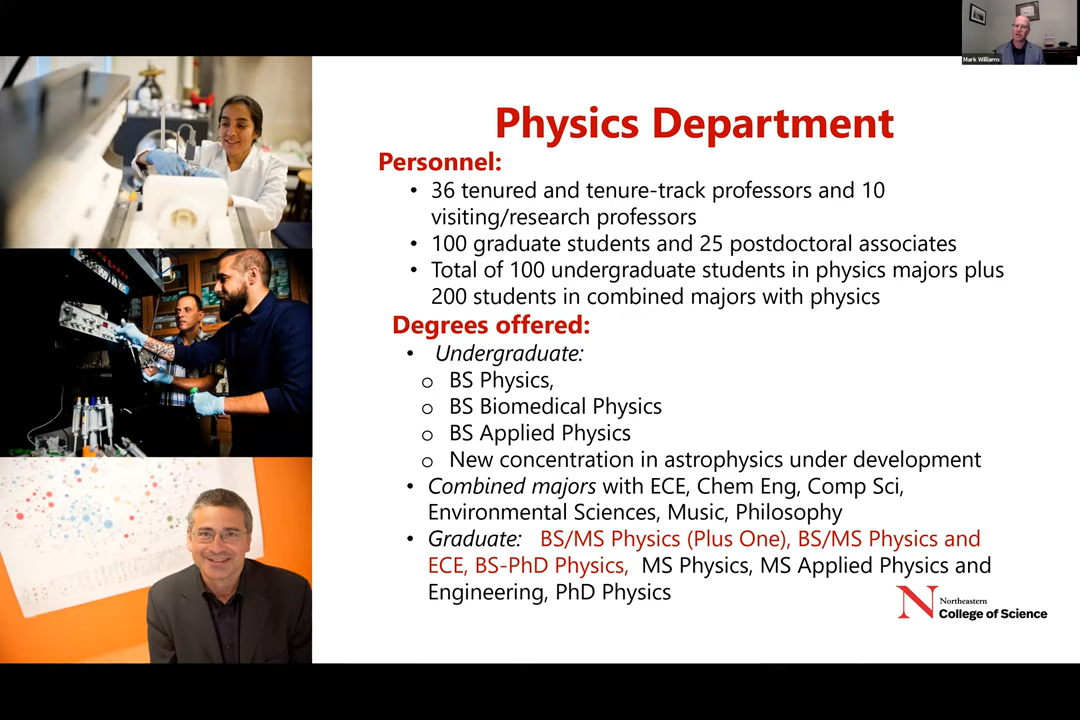 Mark Williams
Physics Department
Personnel:
• 36 tenured and tenure-track professors and 10
visiting/research professors
• 100 graduate students and 25 postdoctoral associates
• Total of 100 undergraduate students in physics majors plus
200 students in combined majors with physics
Degrees offered:
• Undergraduate:
o BS Physics,
o BS Biomedical Physics
o BS Applied Physics
o New concentration in astrophysics under development
• Combined majors with ECE, Chem Eng, Comp Sci,
Environmental Sciences, Music, Philosophy
• Graduate: BS/MS Physics (Plus One), BS/MS Physics and
ECE, BS-PhD Physics, MS Physics, MS Applied Physics and
Engineering, PhD Physics
N Northeastern
College of Science